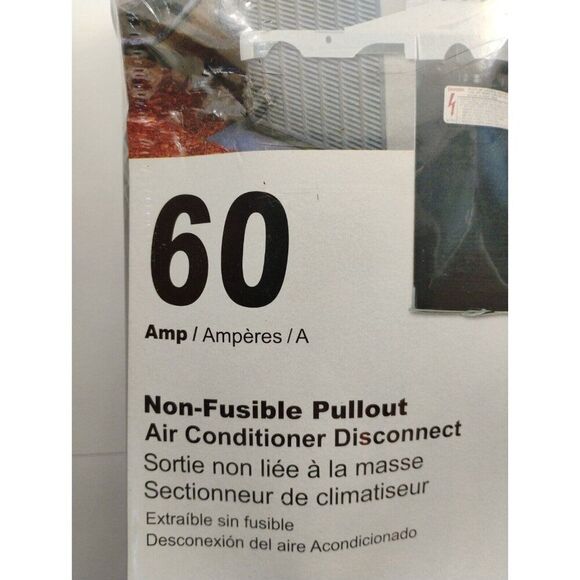 60
Amp / Ampères / A
Non-Fusible Pullout
Air Conditioner Disconnect
Sortie non liée à la masse
Sectionneur de climatiseur
Extraíble sin fusible
Desconexión del aire Acondicionado